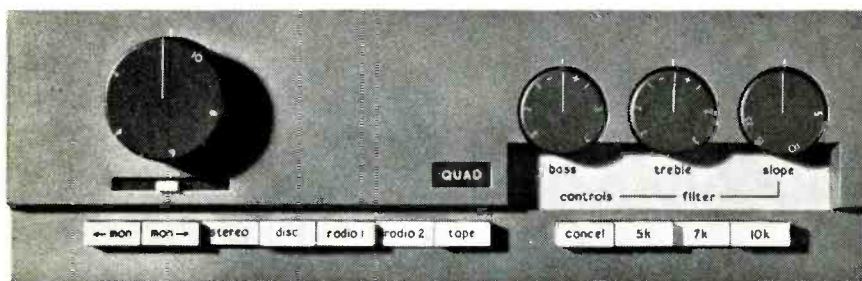 QUAD
bass treble slope
controls filter
← mon mon → stereo disc radio 1 radio 2 tape
cancel 5k 7k 10k